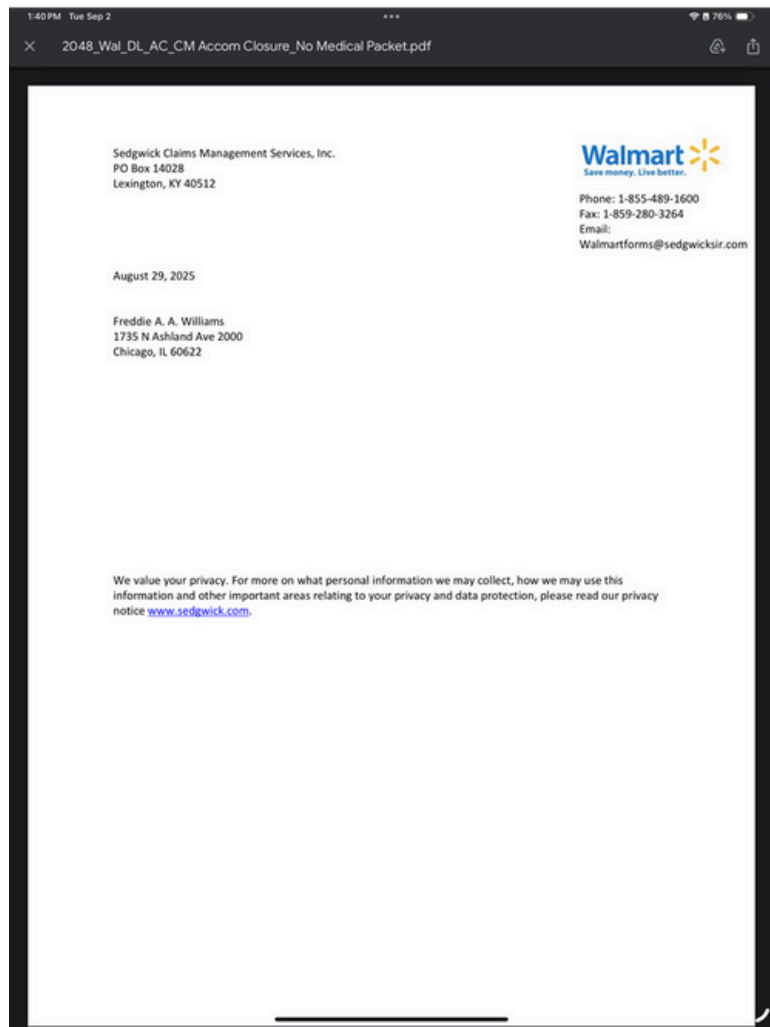 1:40 PM Tue Sep 2
76%
2048_Wal_DL_AC_CM Accom Closure_No Medical Packet.pdf
Sedgwick Claims Management Services, Inc.
PO Box 14028
Lexington, KY 40512
Walmart
Save money. Live better.
Phone: 1-855-489-1600
Fax: 1-859-280-3264
Email:
Walmartforms@sedgwicksir.com
August 29, 2025
Freddie A. A. Williams
1735 N Ashland Ave 2000
Chicago, IL 60622
We value your privacy. For more on what personal information we may collect, how we may use this
information and other important areas relating to your privacy and data protection, please read our privacy
notice www.sedgwick.com.